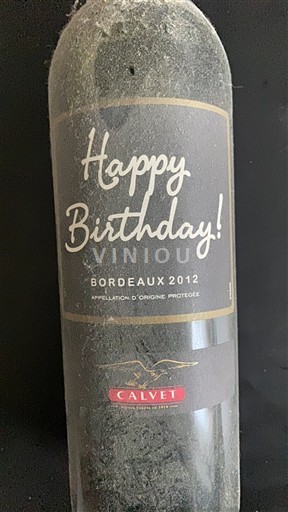 Happy
Birthday!
VINIOU
BORDEAUX 2012
APPELLATION D'ORIGINE PROTÉGÉE
CALVET